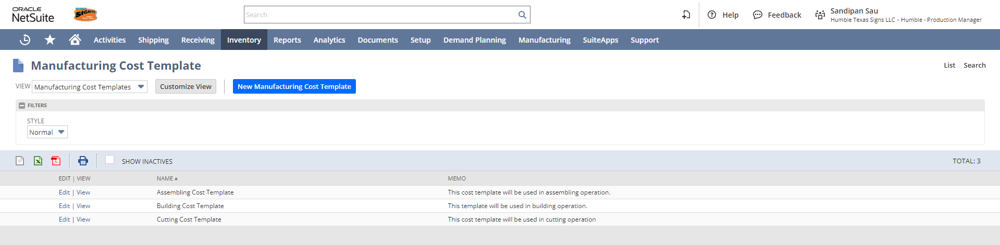 ORACLE
NetSuite
SIGN CO
Search
Help
Feedback
Sandipan Sau
Humble Texas Signs LLC - Humble - Production Manager
Activities Shipping Receiving Inventory Reports Analytics Documents Setup Demand Planning Manufacturing SuiteApps Support
Manufacturing Cost Template
List Search
VIEW Manufacturing Cost Templates Customize View New Manufacturing Cost Template
FILTERS
STYLE
Normal
SHOW INACTIVES TOTAL: 3
EDIT | VIEW NAME MEMO
Edit | View Assembling Cost Template This cost template will be used in assembling operation.
Edit | View Building Cost Template This template will be used in building operation.
Edit | View Cutting Cost Template This cost template will be used in cutting operation